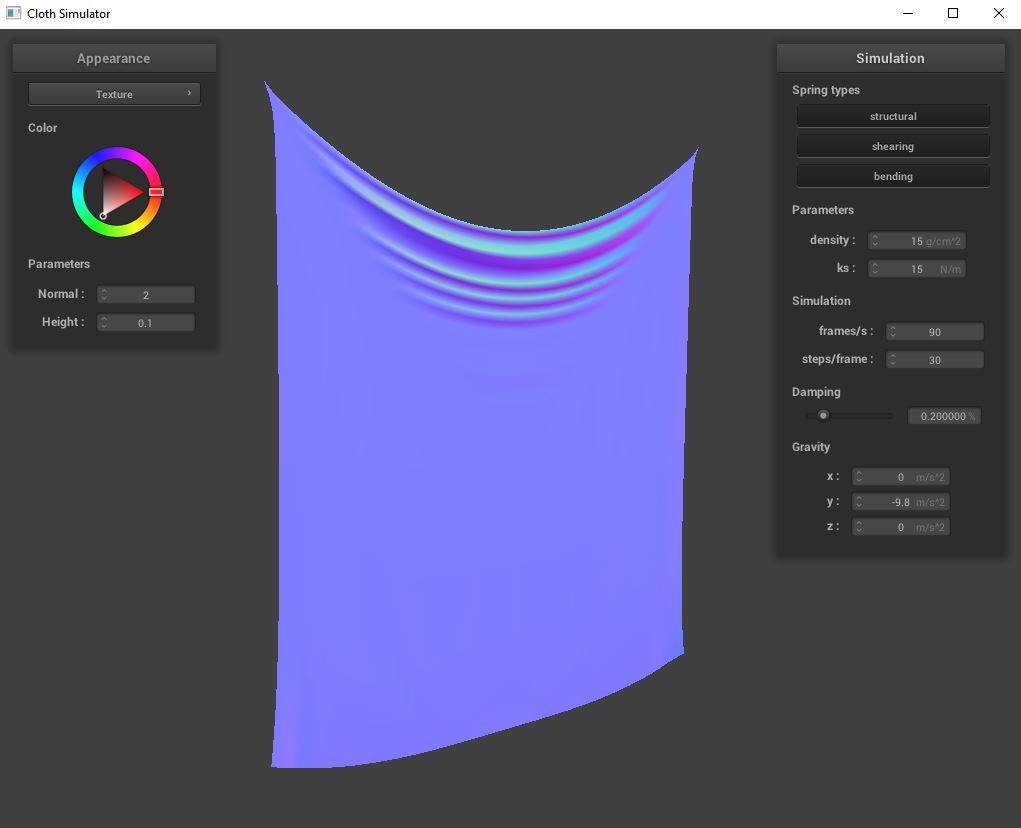 Cloth Simulator
Appearance
Texture
Color
Parameters
Normal : 2
Height : 0.1
Simulation
Spring types
structural
shearing
bending
Parameters
density : 15 g/cm^2
ks : 15 N/m
Simulation
frames/s : 90
steps/frame : 30
Damping
0.200000 %
Gravity
x : 0 m/s^2
y : -9.8 m/s^2
z : 0 m/s^2